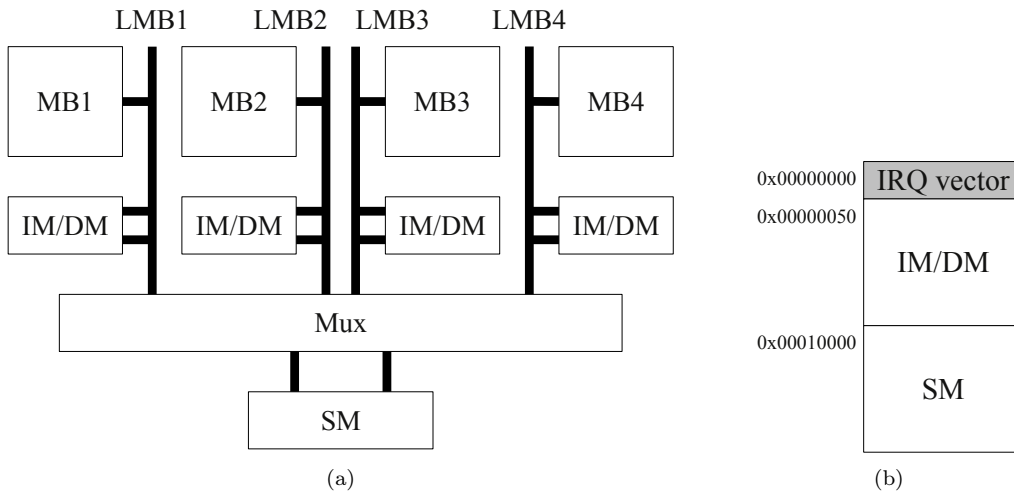 LMB1 LMB2 LMB3 LMB4
MB1 MB2 MB3 MB4
IM/DM IM/DM IM/DM IM/DM
Mux
SM
(a)
0x00000000 IRQ vector
0x00000050
IM/DM
0x00010000
SM
(b)